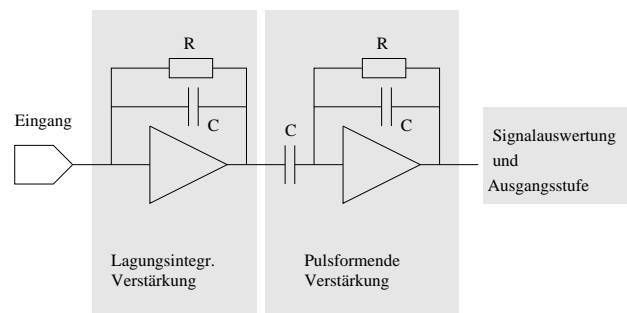 R
R
C
C
C
Eingang
Signalauswertung
und
Ausgangsstufe
Lagungsintegr.
Verstärkung
Pulsformende
Verstärkung